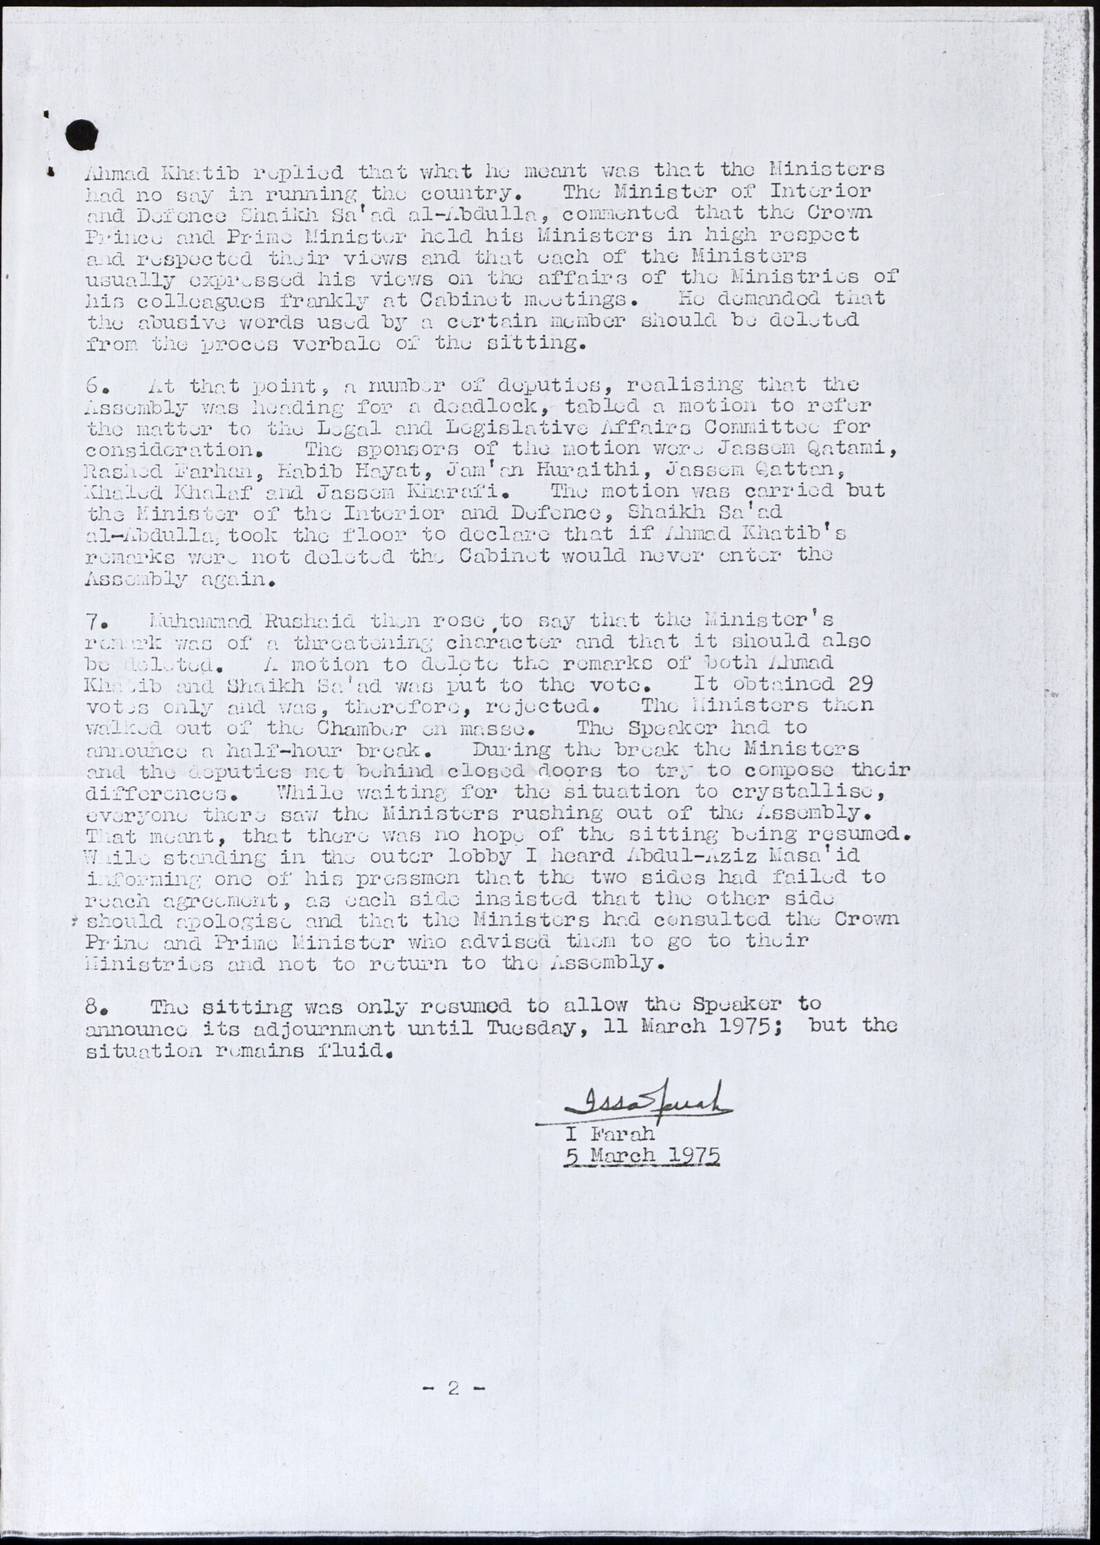 Ahmad Khatib replied that what he meant was that the Ministers
had no say in running the country. The Minister of Interior
and Defence Shaikh Sa'ad al-Abdulla, commented that the Crown
Prince and Prime Minister held his Ministers in high respect
and respected their views and that each of the Ministers
usually expressed his views on the affairs of the Ministries of
his colleagues frankly at Cabinet meetings. He demanded that
the abusive words used by a certain member should be deleted
from the proces verbale of the sitting.
6. At that point, a number of deputies, realising that the
Assembly was heading for a deadlock, tabled a motion to refer
the matter to the Legal and Legislative Affairs Committee for
consideration. The sponsors of the motion were Jassem Qatami,
Rashed Farhan, Habib Hayat, Jam'an Huraithi, Jassem Qattan,
Khaled Khalaf and Jassem Kharafi. The motion was carried but
the Minister of the Interior and Defence, Shaikh Sa'ad
al-Abdulla, took the floor to declare that if Ahmad Khatib's
remarks were not deleted the Cabinet would never enter the
Assembly again.
7. Muhammad Rushaid then rose to say that the Minister's
remark was of a threatening character and that it should also
be deleted. A motion to delete the remarks of both Ahmad
Khatib and Shaikh Sa'ad was put to the vote. It obtained 29
votes only and was, therefore, rejected. The Ministers then
walked out of the Chamber en masse. The Speaker had to
announce a half-hour break. During the break the Ministers
and the deputies met behind closed doors to try to compose their
differences. While waiting for the situation to crystallise,
everyone there saw the Ministers rushing out of the Assembly.
That meant, that there was no hope of the sitting being resumed.
While standing in the outer lobby I heard Abdul-Aziz Masa'id
informing one of his pressmen that the two sides had failed to
reach agreement, as each side insisted that the other side
should apologise and that the Ministers had consulted the Crown
Princ and Prime Minister who advised them to go to their
Ministries and not to return to the Assembly.
8. The sitting was only resumed to allow the Speaker to
announce its adjournment until Tuesday, 11 March 1975; but the
situation remains fluid.
Issa Farah
I Farah
5 March 1975
- 2 -